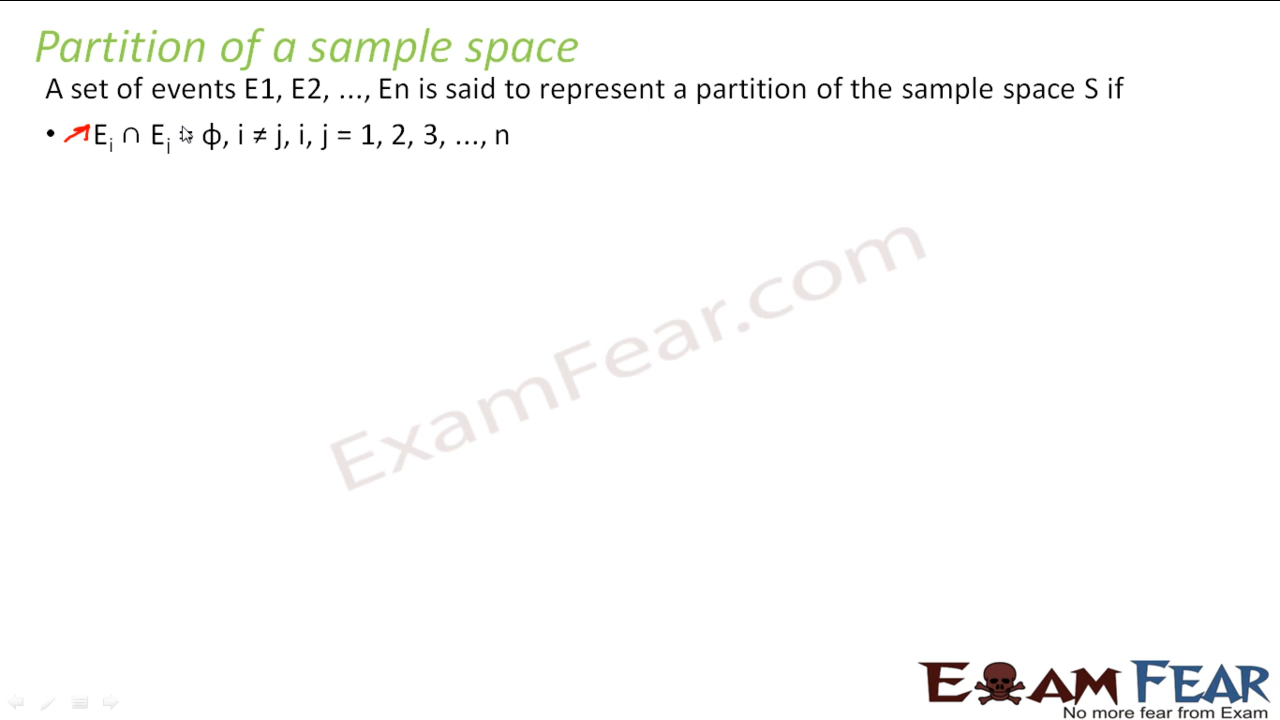 Partition of a sample space
A set of events E1, E2, ..., En is said to represent a partition of the sample space S if
• Ei ∩ Ej = ϕ, i ≠ j, i, j = 1, 2, 3, ..., n
ExamFear.com
EXAM FEAR
No more fear from Exam